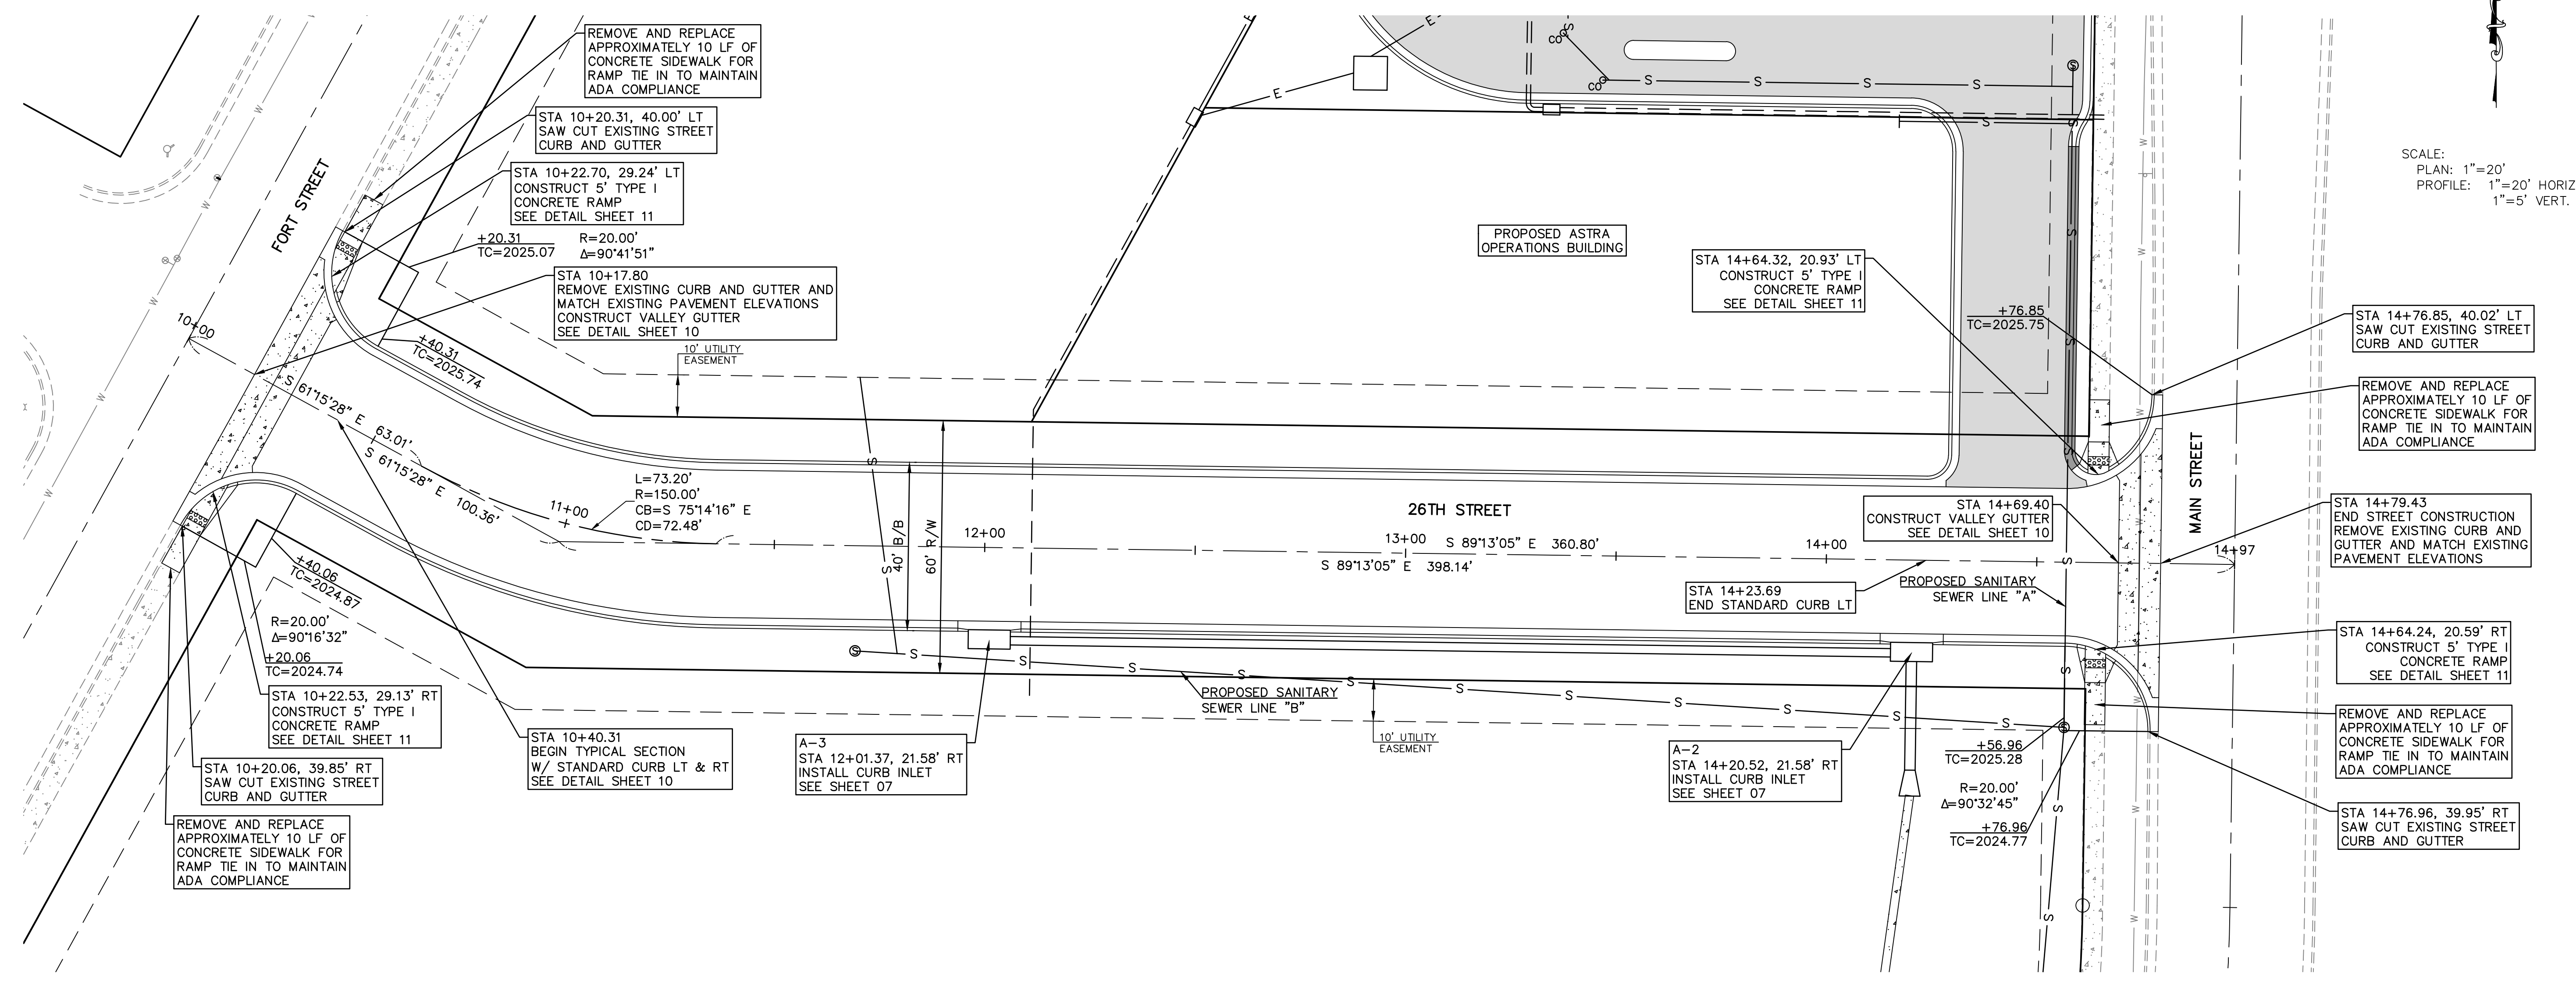 REMOVE AND REPLACE
APPROXIMATELY 10 LF OF
CONCRETE SIDEWALK FOR
RAMP TIE IN TO MAINTAIN
ADA COMPLIANCE
STA 10+20.31, 40.00' LT
SAW CUT EXISTING STREET
CURB AND GUTTER
STA 10+22.70, 29.24' LT
CONSTRUCT 5' TYPE I
CONCRETE RAMP
SEE DETAIL SHEET 11
+20.31
TC=2025.07
R=20.00'
Δ=90°41'51"
STA 10+17.80
REMOVE EXISTING CURB AND GUTTER AND
MATCH EXISTING PAVEMENT ELEVATIONS
CONSTRUCT VALLEY GUTTER
SEE DETAIL SHEET 10
FORT STREET
10+00
+40.31
TC=2025.74
10' UTILITY
EASEMENT
S 61°15'28" E 63.01'
S 61°15'28" E 100.36'
11+00
L=73.20'
R=150.00'
CB=S 75°14'16" E
CD=72.48'
40' B/B
60' R/W
12+00
26TH STREET
13+00
S 89°13'05" E 360.80'
S 89°13'05" E 398.14'
14+00
14+97
PROPOSED ASTRA
OPERATIONS BUILDING
E
E
E
CO
CO
S
S
S
S
S
S
S
S
S
SCALE:
PLAN: 1"=20'
PROFILE: 1"=20' HORIZ
1"=5' VERT.
STA 14+64.32, 20.93' LT
CONSTRUCT 5' TYPE I
CONCRETE RAMP
SEE DETAIL SHEET 11
+76.85
TC=2025.75
STA 14+76.85, 40.02' LT
SAW CUT EXISTING STREET
CURB AND GUTTER
REMOVE AND REPLACE
APPROXIMATELY 10 LF OF
CONCRETE SIDEWALK FOR
RAMP TIE IN TO MAINTAIN
ADA COMPLIANCE
MAIN STREET
STA 14+69.40
CONSTRUCT VALLEY GUTTER
SEE DETAIL SHEET 10
STA 14+79.43
END STREET CONSTRUCTION
REMOVE EXISTING CURB AND
GUTTER AND MATCH EXISTING
PAVEMENT ELEVATIONS
STA 14+23.69
END STANDARD CURB LT
PROPOSED SANITARY
SEWER LINE "A"
STA 14+64.24, 20.59' RT
CONSTRUCT 5' TYPE I
CONCRETE RAMP
SEE DETAIL SHEET 11
REMOVE AND REPLACE
APPROXIMATELY 10 LF OF
CONCRETE SIDEWALK FOR
RAMP TIE IN TO MAINTAIN
ADA COMPLIANCE
STA 14+76.96, 39.95' RT
SAW CUT EXISTING STREET
CURB AND GUTTER
+56.96
TC=2025.28
R=20.00'
Δ=90°32'45"
+76.96
TC=2024.77
A-2
STA 14+20.52, 21.58' RT
INSTALL CURB INLET
SEE SHEET 07
10' UTILITY
EASEMENT
PROPOSED SANITARY
SEWER LINE "B"
A-3
STA 12+01.37, 21.58' RT
INSTALL CURB INLET
SEE SHEET 07
STA 10+40.31
BEGIN TYPICAL SECTION
W/ STANDARD CURB LT & RT
SEE DETAIL SHEET 10
+40.06
TC=2024.87
R=20.00'
Δ=90°16'32"
+20.06
TC=2024.74
STA 10+22.53, 29.13' RT
CONSTRUCT 5' TYPE I
CONCRETE RAMP
SEE DETAIL SHEET 11
STA 10+20.06, 39.85' RT
SAW CUT EXISTING STREET
CURB AND GUTTER
REMOVE AND REPLACE
APPROXIMATELY 10 LF OF
CONCRETE SIDEWALK FOR
RAMP TIE IN TO MAINTAIN
ADA COMPLIANCE